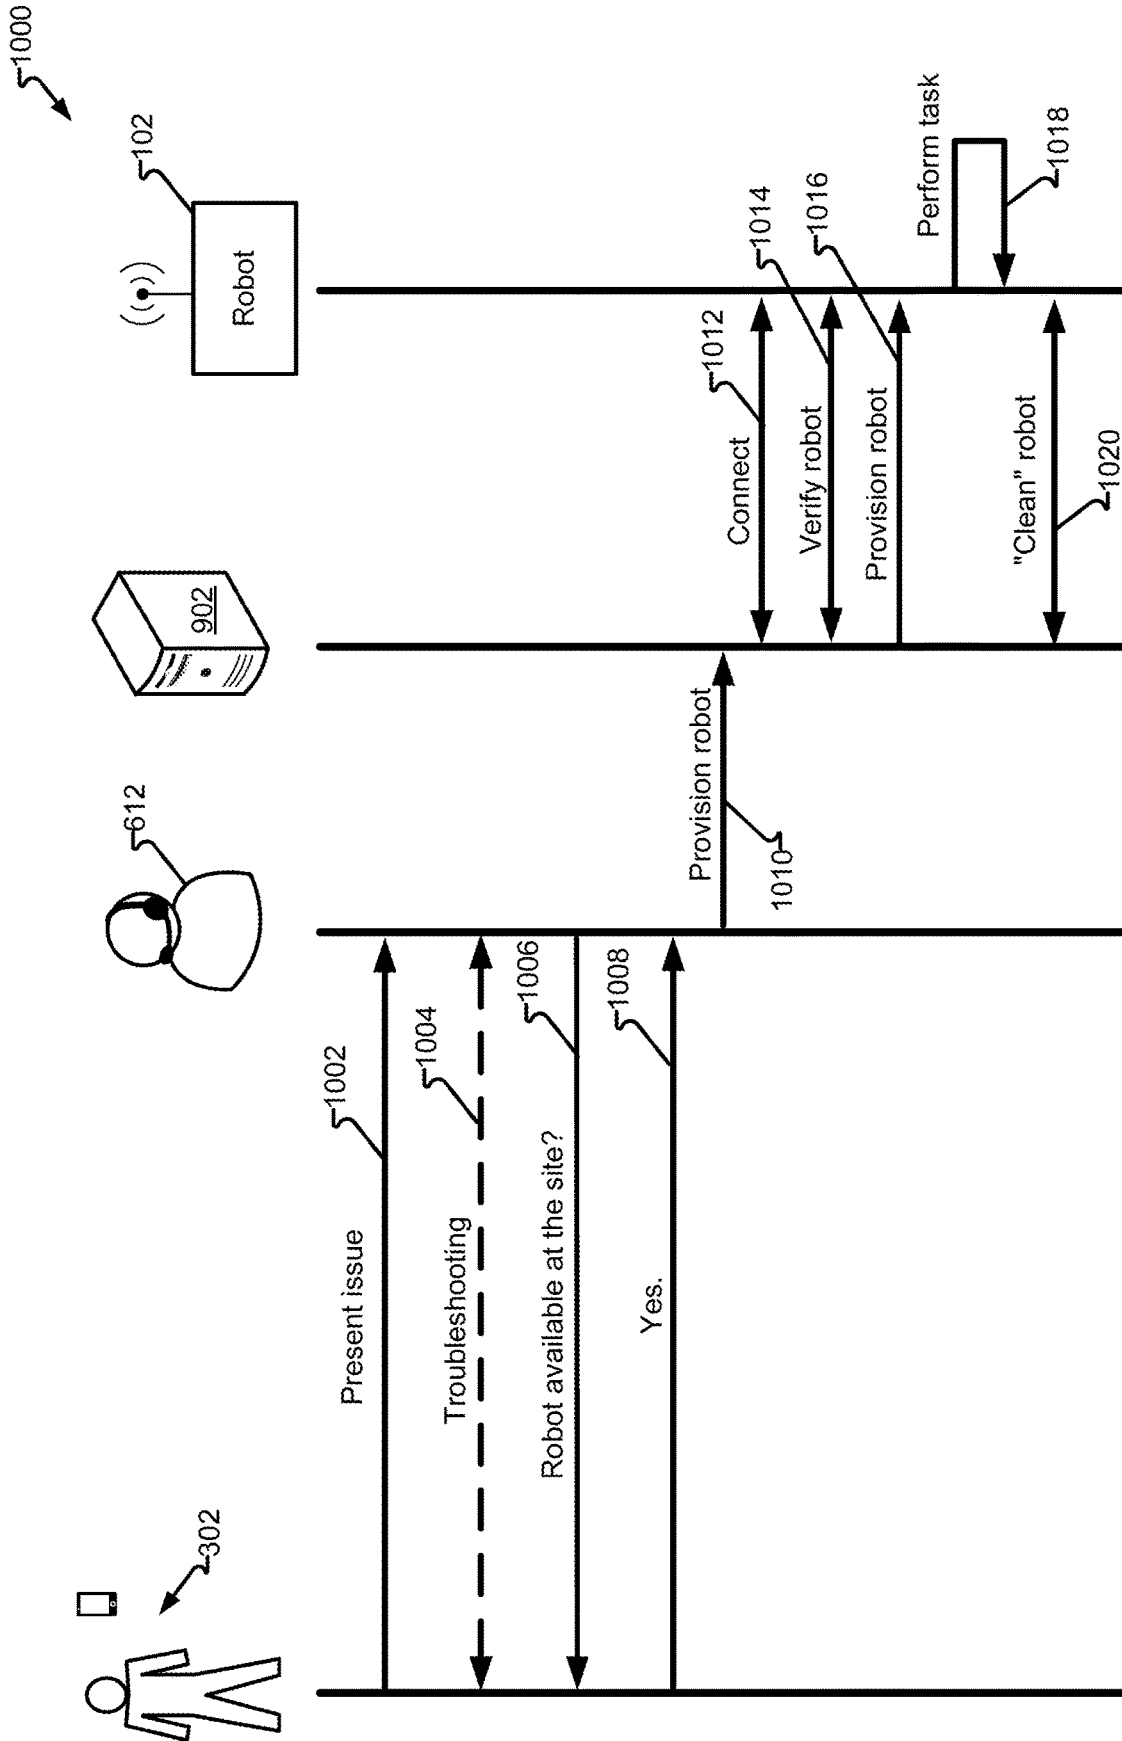 1000
302
612
902
Robot
102
Present issue
1002
Troubleshooting
1004
Robot available at the site?
1006
Yes.
1008
Provision robot
1010
Connect
1012
Verify robot
1014
Provision robot
1016
Perform task
1018
"Clean" robot
1020